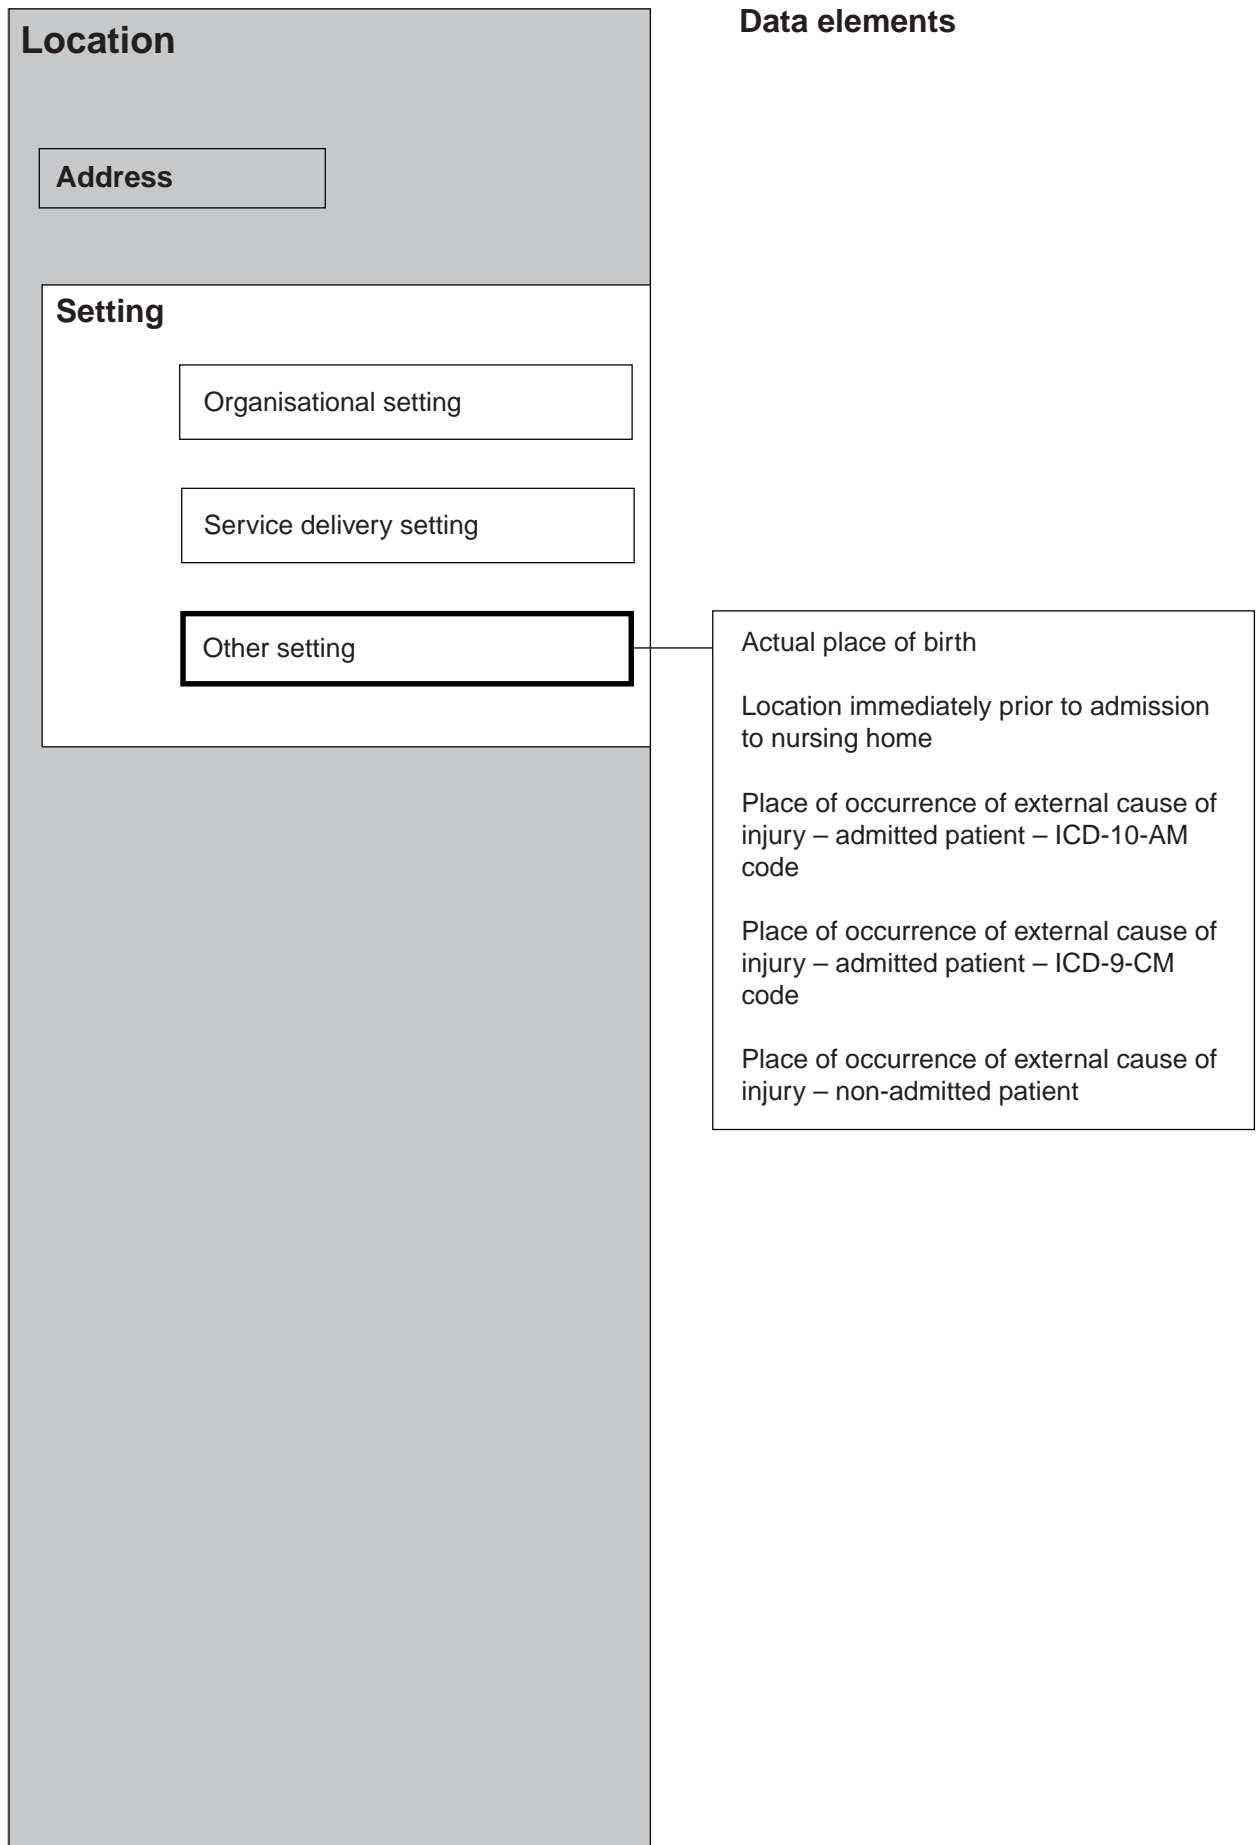 Location
Data elements
Address
Setting
Organisational setting
Service delivery setting
Other setting
Actual place of birth
Location immediately prior to admission
to nursing home
Place of occurrence of external cause of
injury – admitted patient – ICD-10-AM
code
Place of occurrence of external cause of
injury – admitted patient – ICD-9-CM
code
Place of occurrence of external cause of
injury – non-admitted patient